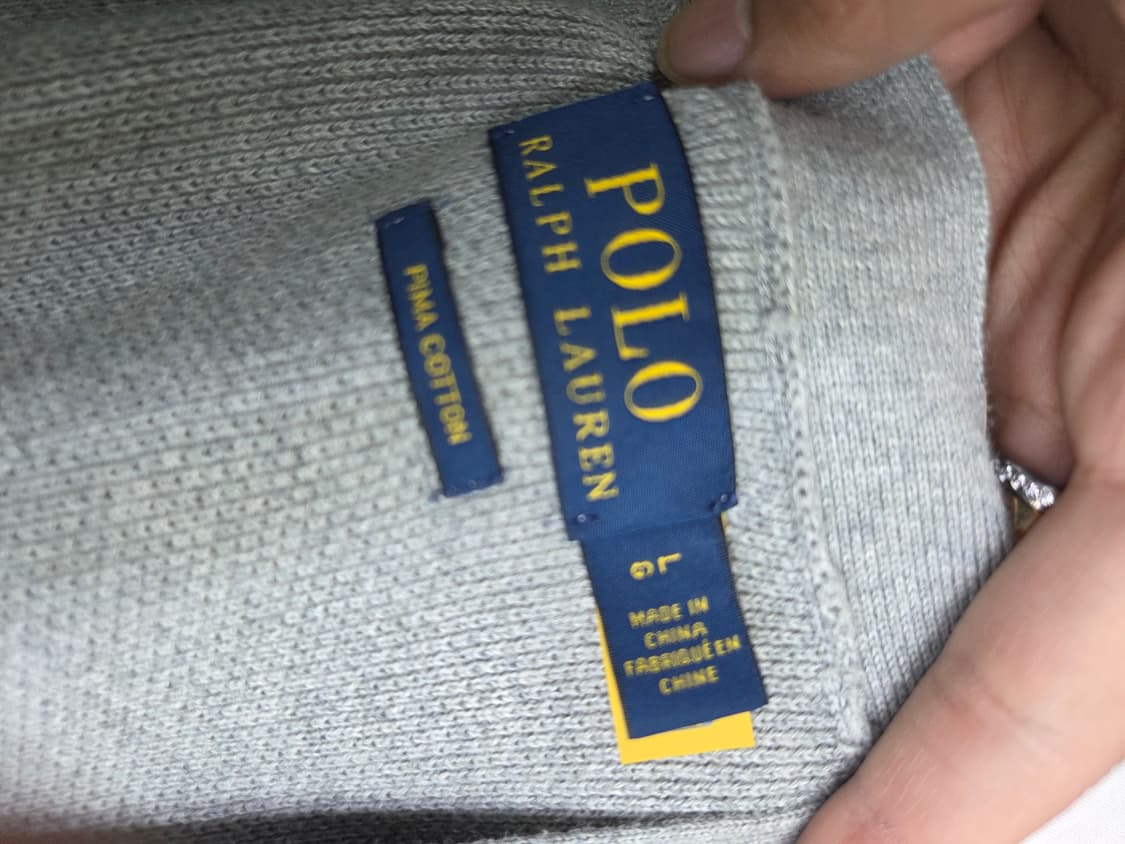 POLO
RALPH LAUREN
L
G
MADE IN
CHINA
FABRIQUÉ EN
CHINE
PIMA COTTON